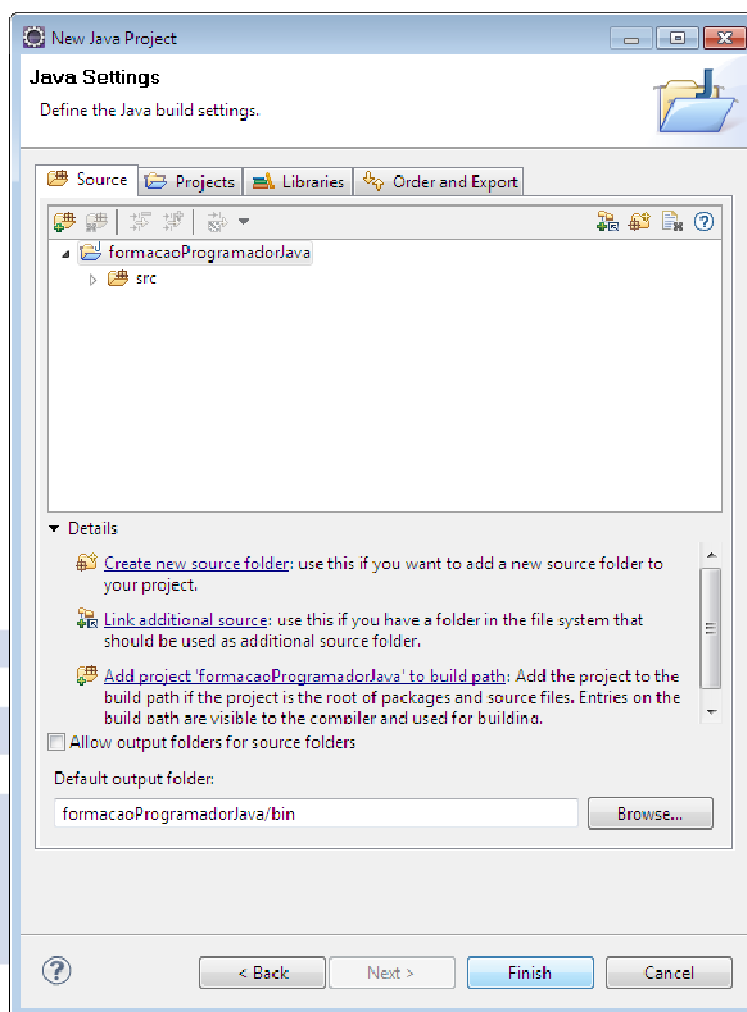 New Java Project
Java Settings
Define the Java build settings.
Source Projects Libraries Order and Export
formacaoProgramadorJava
src
Details
Create new source folder: use this if you want to add a new source folder to
your project.
Link additional source: use this if you have a folder in the file system that
should be used as additional source folder.
Add project 'formacaoProgramadorJava' to build path: Add the project to the
build path if the project is the root of packages and source files. Entries on the
build path are visible to the compiler and used for building.
Allow output folders for source folders
Default output folder:
formacaoProgramadorJava/bin
Browse...
< Back Next > Finish Cancel